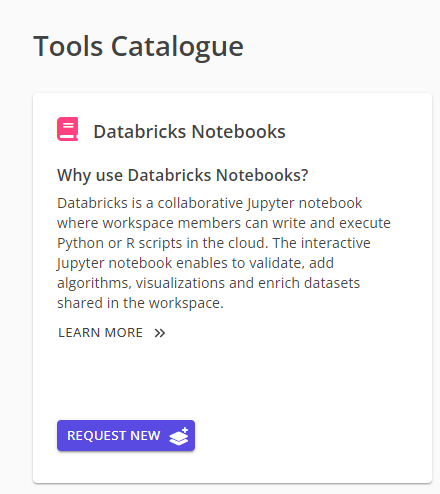 Tools Catalogue
Databricks Notebooks
Why use Databricks Notebooks?
Databricks is a collaborative Jupyter notebook
where workspace members can write and execute
Python or R scripts in the cloud. The interactive
Jupyter notebook enables to validate, add
algorithms, visualizations and enrich datasets
shared in the workspace.
LEARN MORE
REQUEST NEW